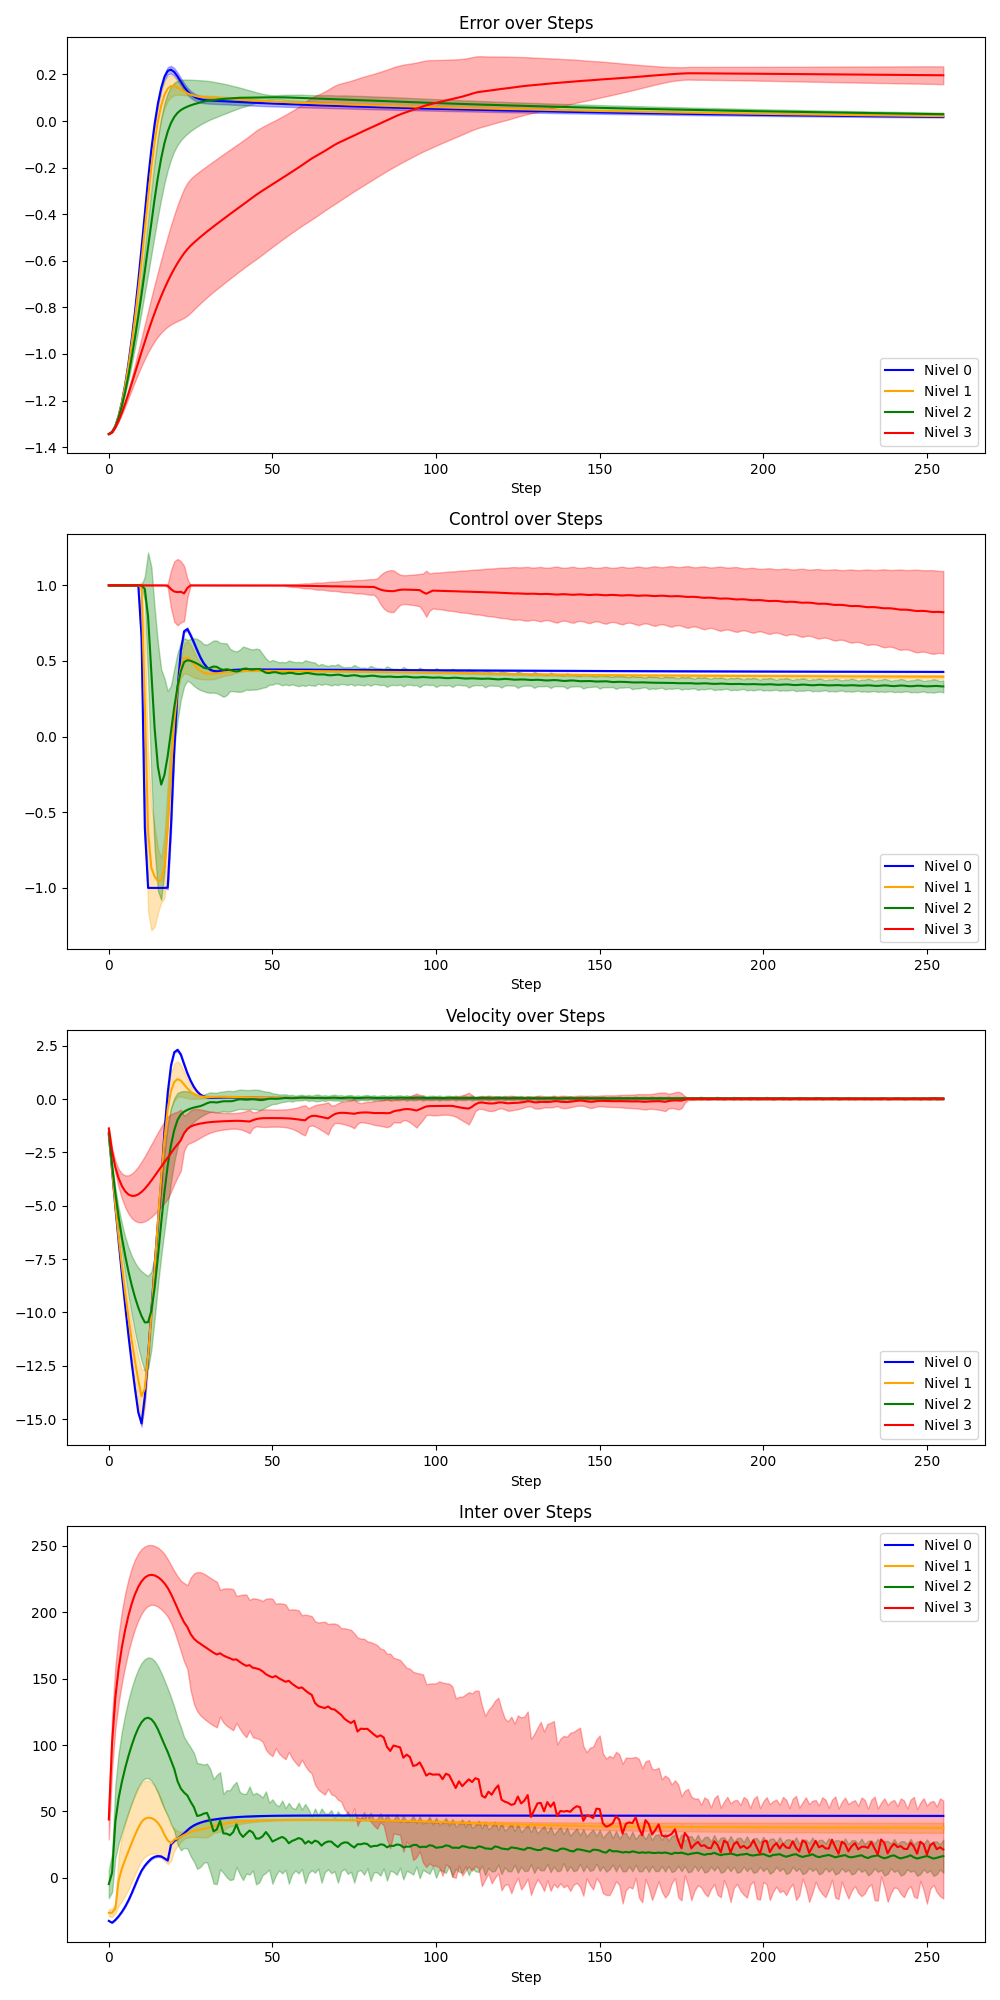 Error over Steps
0.2
0.0
−0.2
−0.4
−0.6
−0.8
−1.0
−1.2
−1.4
Nivel 0
Nivel 1
Nivel 2
Nivel 3
0 50 100 150 200 250
Step
Control over Steps
1.0
0.5
0.0
−0.5
−1.0
Nivel 0
Nivel 1
Nivel 2
Nivel 3
0 50 100 150 200 250
Step
Velocity over Steps
2.5
0.0
−2.5
−5.0
−7.5
−10.0
−12.5
−15.0
Nivel 0
Nivel 1
Nivel 2
Nivel 3
0 50 100 150 200 250
Step
Inter over Steps
250
200
150
100
50
0
Nivel 0
Nivel 1
Nivel 2
Nivel 3
0 50 100 150 200 250
Step